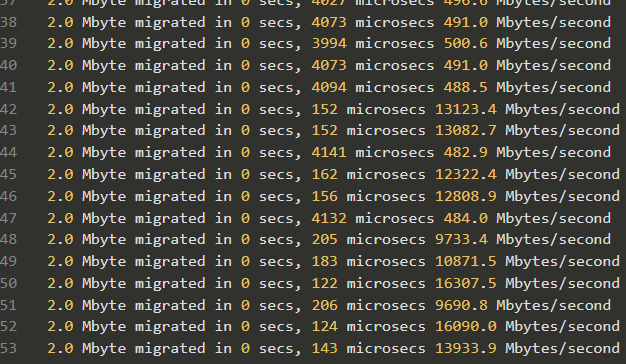 37 2.0 Mbyte migrated in 0 secs, 4027 microsecs 496.6 Mbytes/second
38 2.0 Mbyte migrated in 0 secs, 4073 microsecs 491.0 Mbytes/second
39 2.0 Mbyte migrated in 0 secs, 3994 microsecs 500.6 Mbytes/second
40 2.0 Mbyte migrated in 0 secs, 4073 microsecs 491.0 Mbytes/second
41 2.0 Mbyte migrated in 0 secs, 4094 microsecs 488.5 Mbytes/second
42 2.0 Mbyte migrated in 0 secs, 152 microsecs 13123.4 Mbytes/second
43 2.0 Mbyte migrated in 0 secs, 152 microsecs 13082.7 Mbytes/second
44 2.0 Mbyte migrated in 0 secs, 4141 microsecs 482.9 Mbytes/second
45 2.0 Mbyte migrated in 0 secs, 162 microsecs 12322.4 Mbytes/second
46 2.0 Mbyte migrated in 0 secs, 156 microsecs 12808.9 Mbytes/second
47 2.0 Mbyte migrated in 0 secs, 4132 microsecs 484.0 Mbytes/second
48 2.0 Mbyte migrated in 0 secs, 205 microsecs 9733.4 Mbytes/second
49 2.0 Mbyte migrated in 0 secs, 183 microsecs 10871.5 Mbytes/second
50 2.0 Mbyte migrated in 0 secs, 122 microsecs 16307.5 Mbytes/second
51 2.0 Mbyte migrated in 0 secs, 206 microsecs 9690.8 Mbytes/second
52 2.0 Mbyte migrated in 0 secs, 124 microsecs 16090.0 Mbytes/second
53 2.0 Mbyte migrated in 0 secs, 143 microsecs 13933.9 Mbytes/second